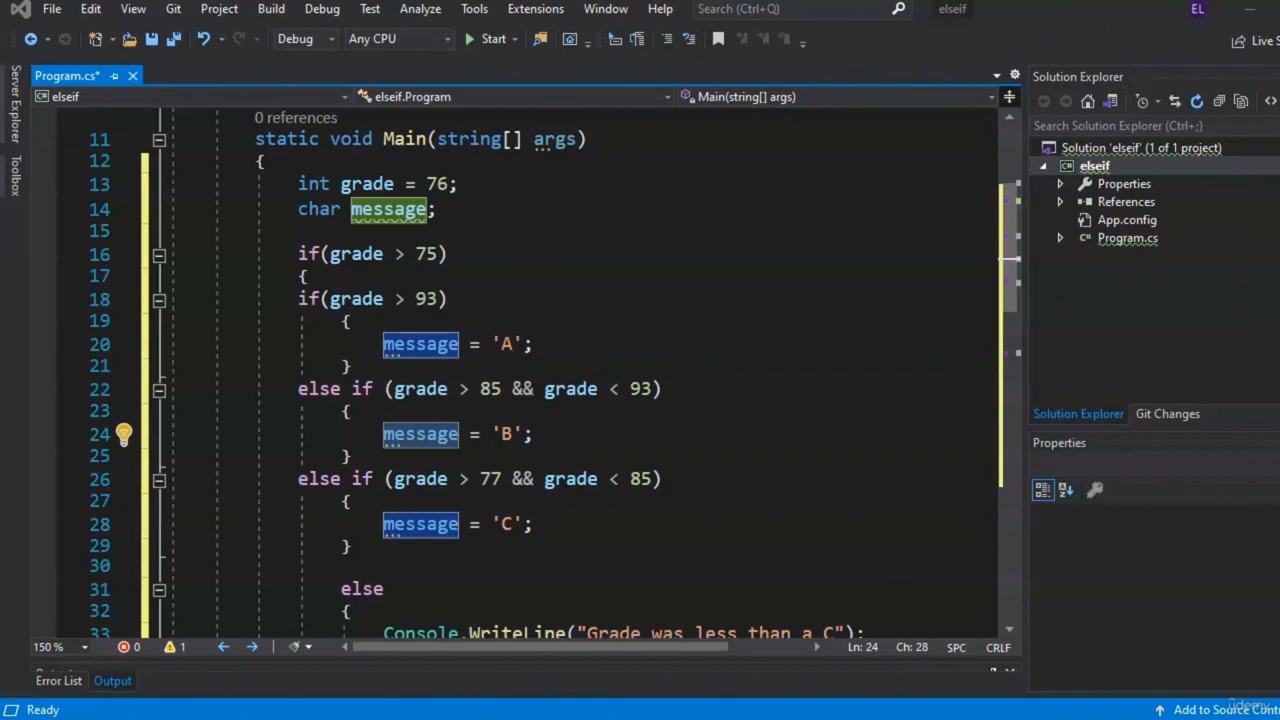 File Edit View Git Project Build Debug Test Analyze Tools Extensions Window Help Search (Ctrl+Q) elseif EL
Debug Any CPU Start Live S
Server Explorer
Toolbox
Program.cs*
elseif elseif.Program Main(string[] args)
0 references
11 static void Main(string[] args)
12 {
13 int grade = 76;
14 char message;
15
16 if(grade > 75)
17 {
18 if(grade > 93)
19 {
20 message = 'A';
21 }
22 else if (grade > 85 && grade < 93)
23 {
24 message = 'B';
25 }
26 else if (grade > 77 && grade < 85)
27 {
28 message = 'C';
29 }
30
31 else
32 {
33 Console.WriteLine("Grade was less than a C");
150 % 0 1 Ln: 24 Ch: 28 SPC CRLF
Error List Output
Solution Explorer
Search Solution Explorer (Ctrl+;)
Solution 'elseif' (1 of 1 project)
elseif
Properties
References
App.config
Program.cs
Solution Explorer Git Changes
Properties
Ready Add to Source Contr
udemy